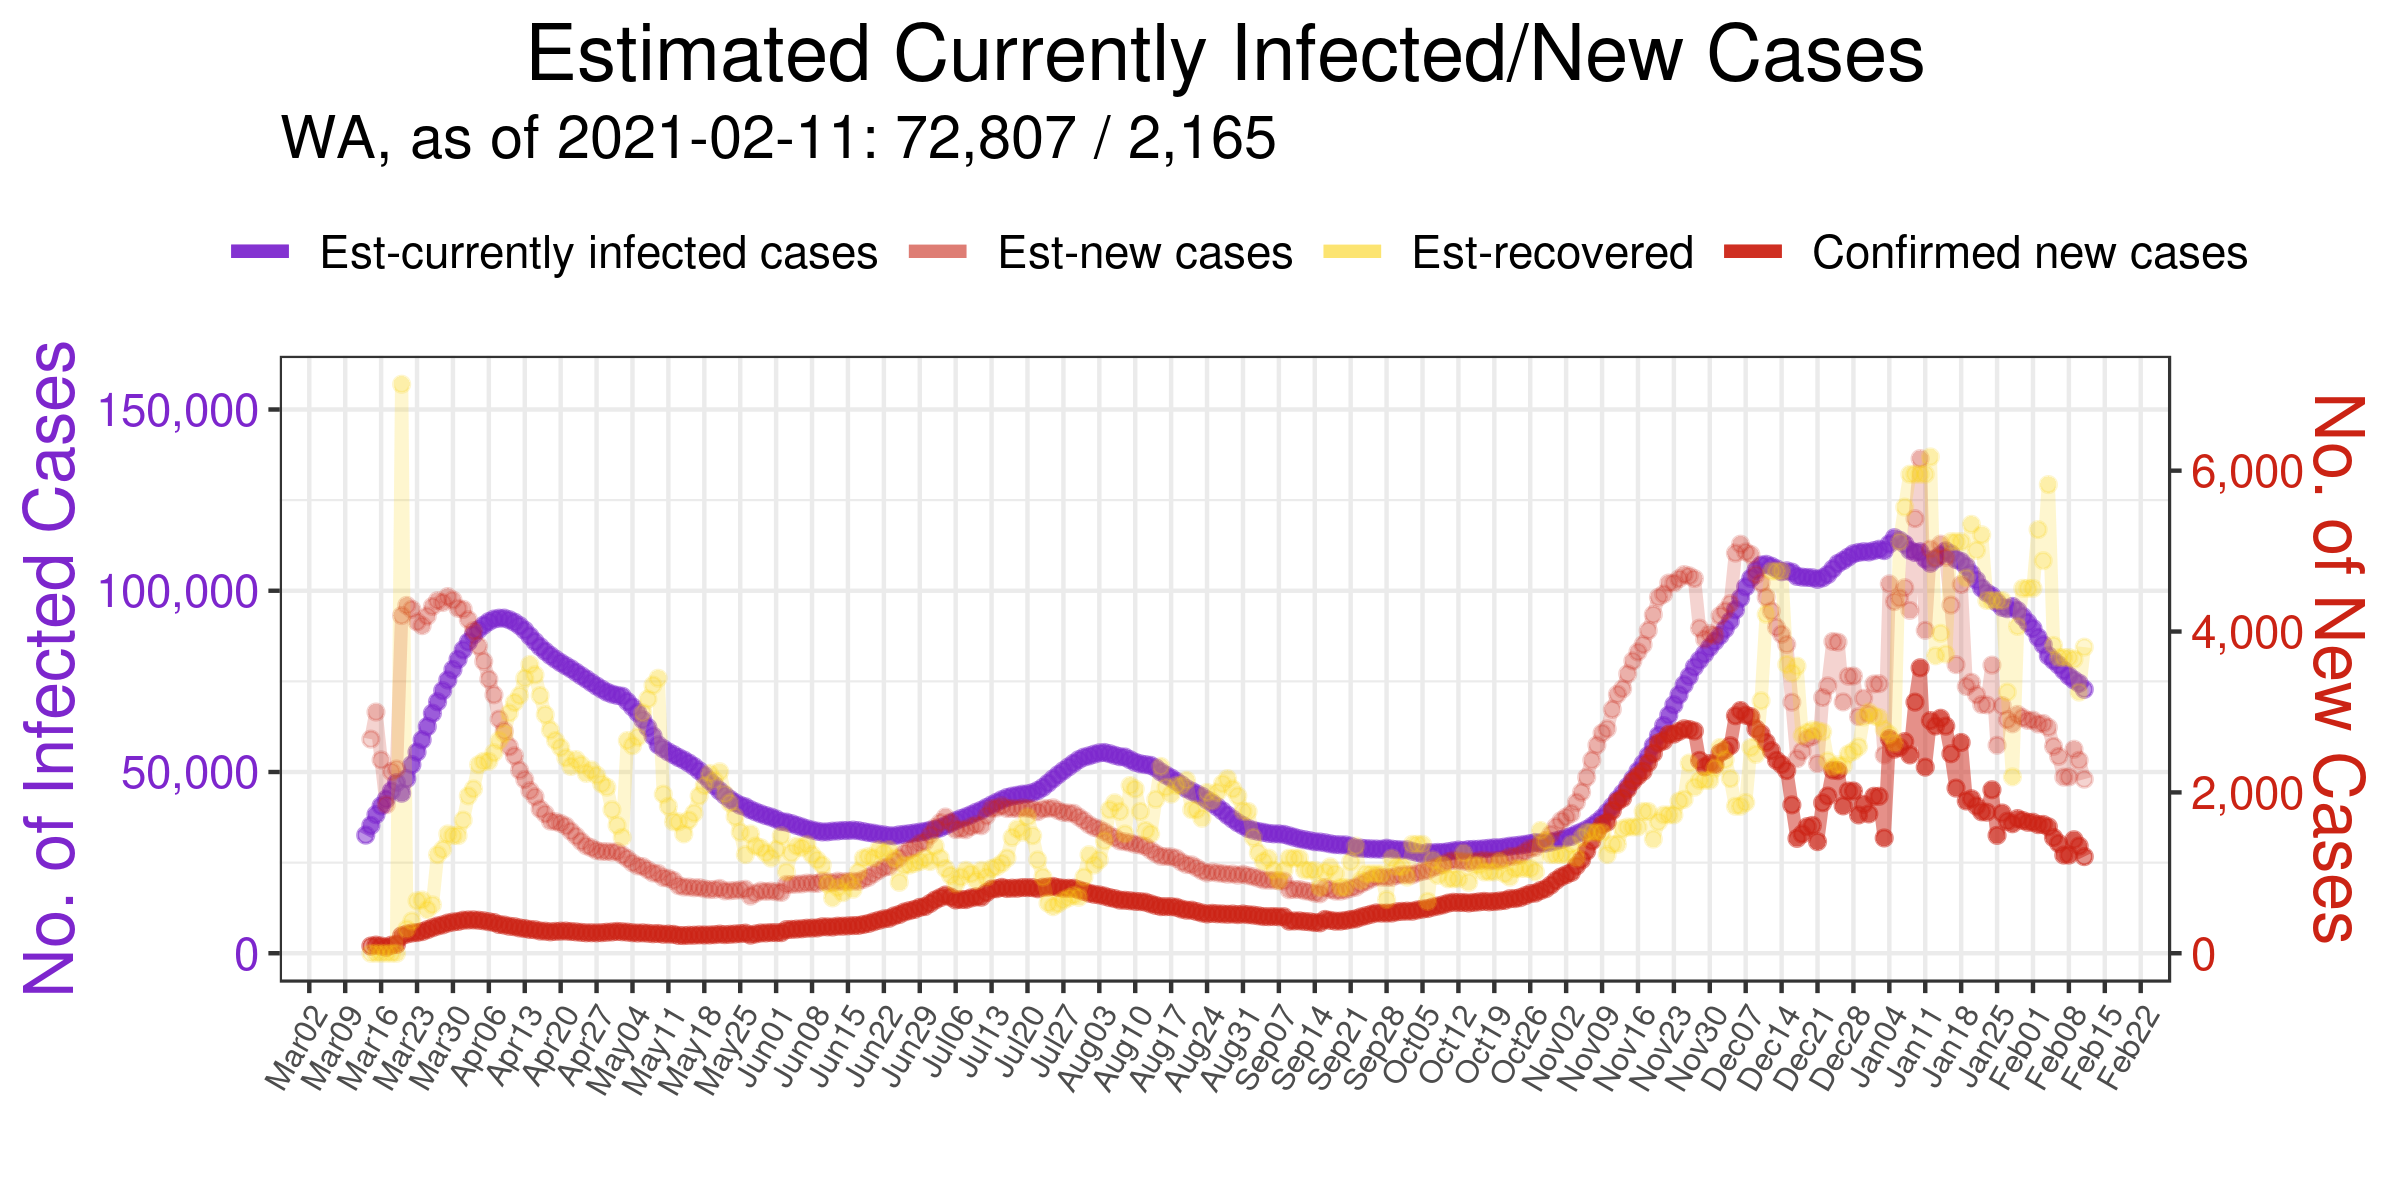 Estimated Currently Infected/New Cases
WA, as of 2021-02-11: 72,807 / 2,165
Est-currently infected cases Est-new cases Est-recovered Confirmed new cases
No. of Infected Cases
150,000
100,000
50,000
0
6,000
4,000
2,000
0
No. of New Cases
Mar02 Mar09 Mar16 Mar23 Mar30 Apr06 Apr13 Apr20 Apr27 May04 May11 May18 May25 Jun01 Jun08 Jun15 Jun22 Jun29 Jul06 Jul13 Jul20 Jul27 Aug03 Aug10 Aug17 Aug24 Aug31 Sep07 Sep14 Sep21 Sep28 Oct05 Oct12 Oct19 Oct26 Nov02 Nov09 Nov16 Nov23 Nov30 Dec07 Dec14 Dec21 Dec28 Jan04 Jan11 Jan18 Jan25 Feb01 Feb08 Feb15 Feb22